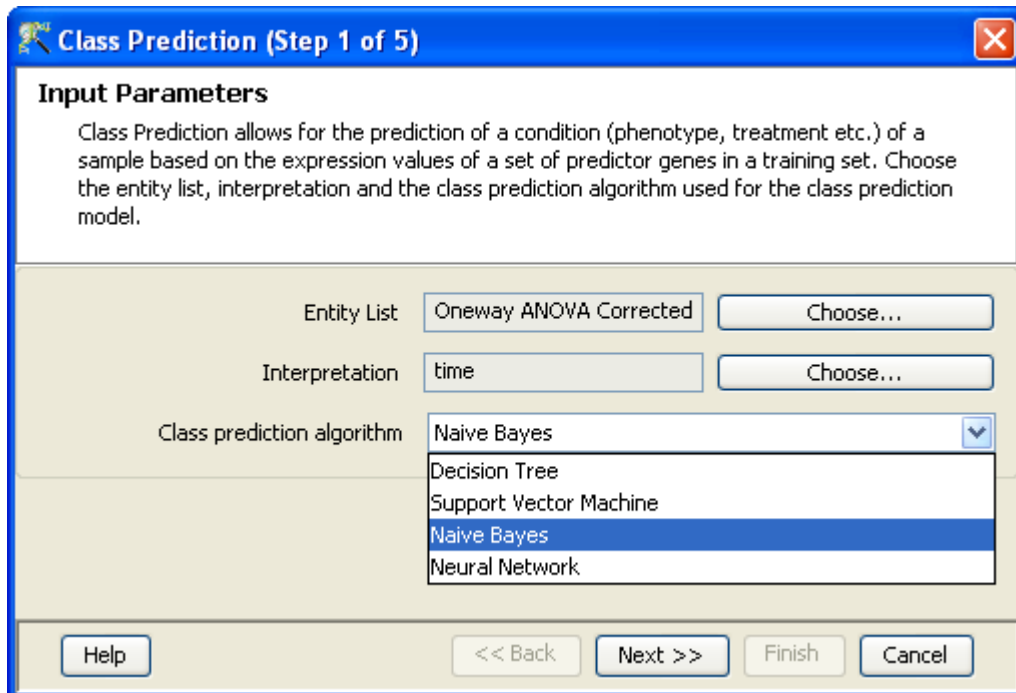 Class Prediction (Step 1 of 5)
Input Parameters
Class Prediction allows for the prediction of a condition (phenotype, treatment etc.) of a
sample based on the expression values of a set of predictor genes in a training set. Choose
the entity list, interpretation and the class prediction algorithm used for the class prediction
model.
Entity List Oneway ANOVA Corrected Choose...
Interpretation time Choose...
Class prediction algorithm Naive Bayes
Decision Tree
Support Vector Machine
Naive Bayes
Neural Network
Help << Back Next >> Finish Cancel